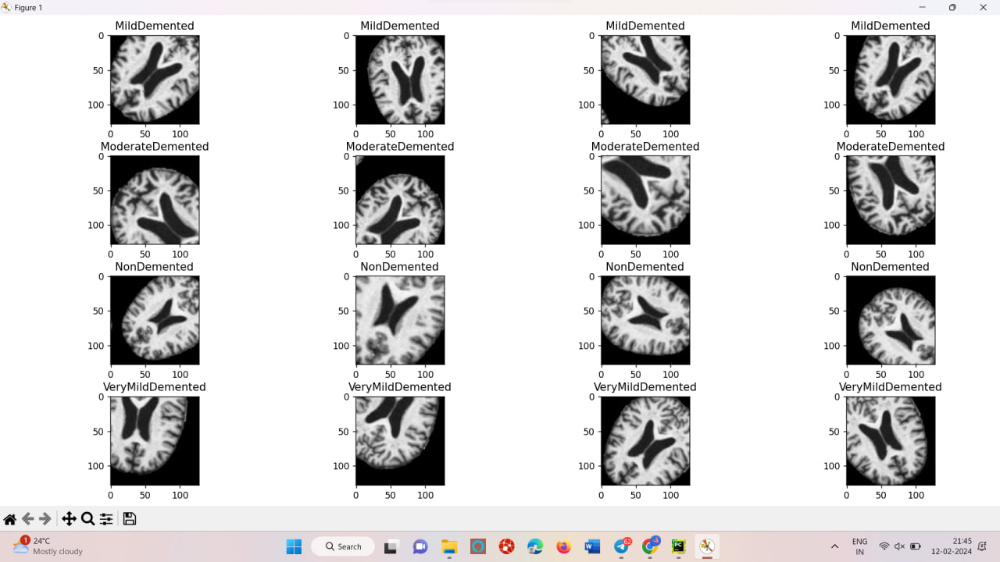 Figure 1
MildDemented MildDemented MildDemented MildDemented
0 0 0 0
50 50 50 50
100 100 100 100
0 50 100 0 50 100 0 50 100 0 50 100
ModerateDemented ModerateDemented ModerateDemented ModerateDemented
0 0 0 0
50 50 50 50
100 100 100 100
0 50 100 0 50 100 0 50 100 0 50 100
NonDemented NonDemented NonDemented NonDemented
0 0 0 0
50 50 50 50
100 100 100 100
0 50 100 0 50 100 0 50 100 0 50 100
VeryMildDemented VeryMildDemented VeryMildDemented VeryMildDemented
0 0 0 0
50 50 50 50
100 100 100 100
0 50 100 0 50 100 0 50 100 0 50 100
1 24°C
Mostly cloudy
Search
62
PC
ENG
IN
21:45
12-02-2024